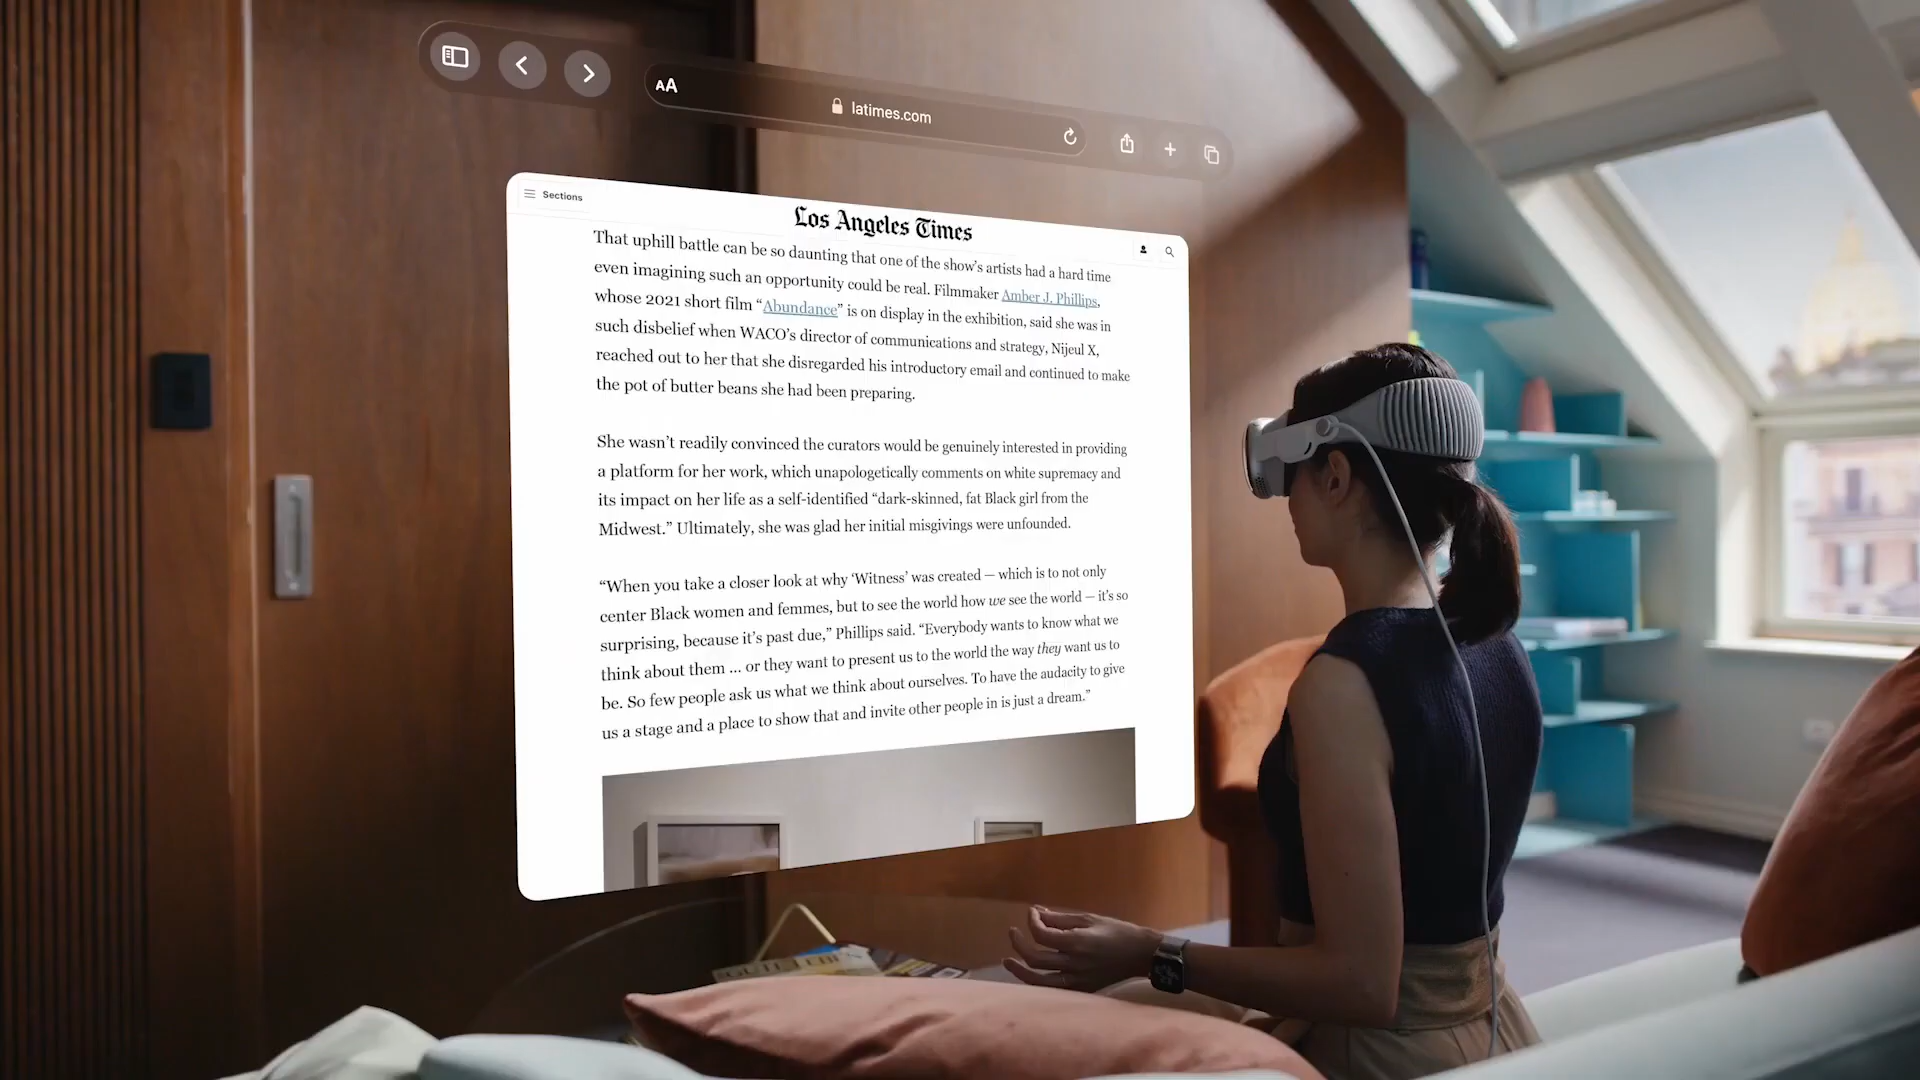 AA
latimes.com
Sections
Los Angeles Times
That uphill battle can be so daunting that one of the show’s artists had a hard time
even imagining such an opportunity could be real. Filmmaker Amber J. Phillips,
whose 2021 short film “Abundance” is on display in the exhibition, said she was in
such disbelief when WACO’s director of communications and strategy, Nijeul X,
reached out to her that she disregarded his introductory email and continued to make
the pot of butter beans she had been preparing.
She wasn’t readily convinced the curators would be genuinely interested in providing
a platform for her work, which unapologetically comments on white supremacy and
its impact on her life as a self-identified “dark-skinned, fat Black girl from the
Midwest.” Ultimately, she was glad her initial misgivings were unfounded.
“When you take a closer look at why ‘Witness’ was created — which is to not only
center Black women and femmes, but to see the world how we see the world — it’s so
surprising, because it’s past due,” Phillips said. “Everybody wants to know what we
think about them ... or they want to present us to the world the way they want us to
be. So few people ask us what we think about ourselves. To have the audacity to give
us a stage and a place to show that and invite other people in is just a dream.”